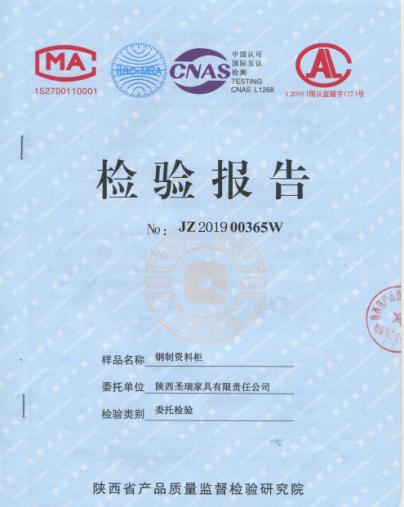 MA
152700110001
ilac-MRA
CNAS
中国认可
国际互认
检测
TESTING
CNAS L1268
CAL
(2018)国认监验字(17)号
检验报告
№: JZ 2019 00365W
样品名称 钢制资料柜
委托单位 陕西圣瑞家具有限责任公司
检验类别 委托检验
陕西省产品质量监督检验研究院